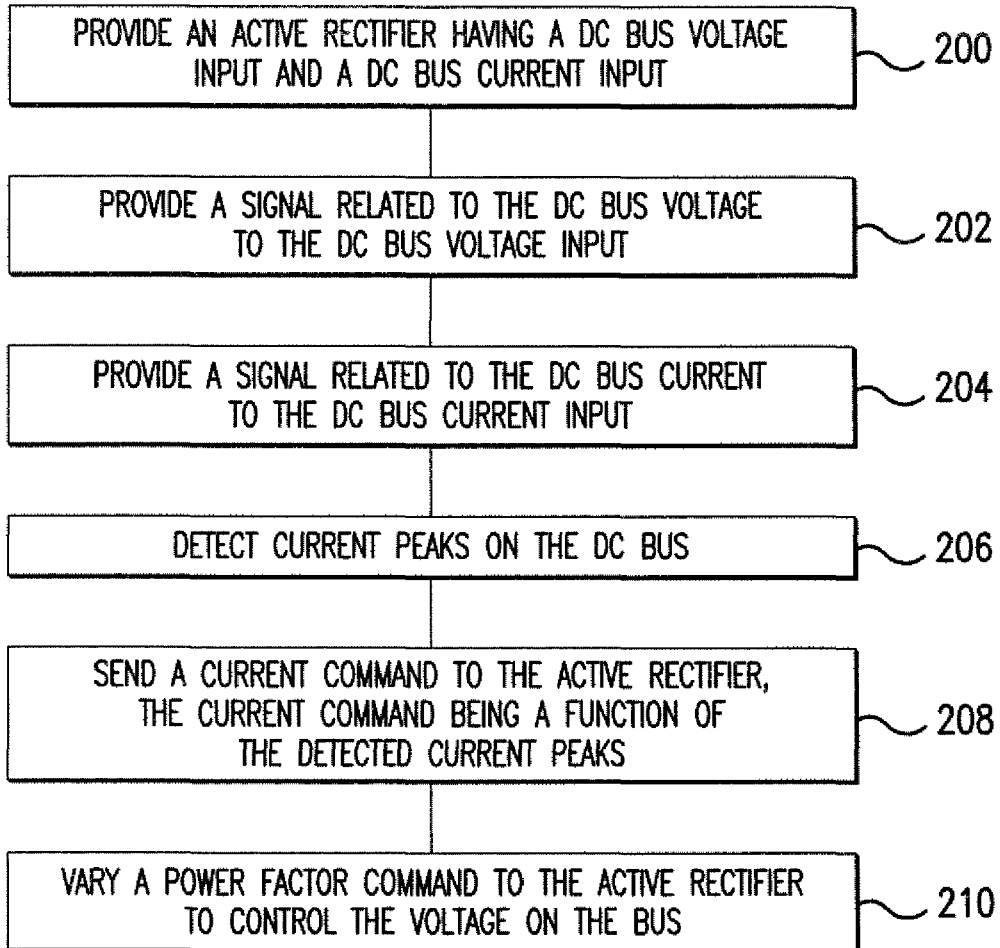 PROVIDE AN ACTIVE RECTIFIER HAVING A DC BUS VOLTAGE
INPUT AND A DC BUS CURRENT INPUT
200
PROVIDE A SIGNAL RELATED TO THE DC BUS VOLTAGE
TO THE DC BUS VOLTAGE INPUT
202
PROVIDE A SIGNAL RELATED TO THE DC BUS CURRENT
TO THE DC BUS CURRENT INPUT
204
DETECT CURRENT PEAKS ON THE DC BUS
206
SEND A CURRENT COMMAND TO THE ACTIVE RECTIFIER,
THE CURRENT COMMAND BEING A FUNCTION OF
THE DETECTED CURRENT PEAKS
208
VARY A POWER FACTOR COMMAND TO THE ACTIVE RECTIFIER
TO CONTROL THE VOLTAGE ON THE BUS
210